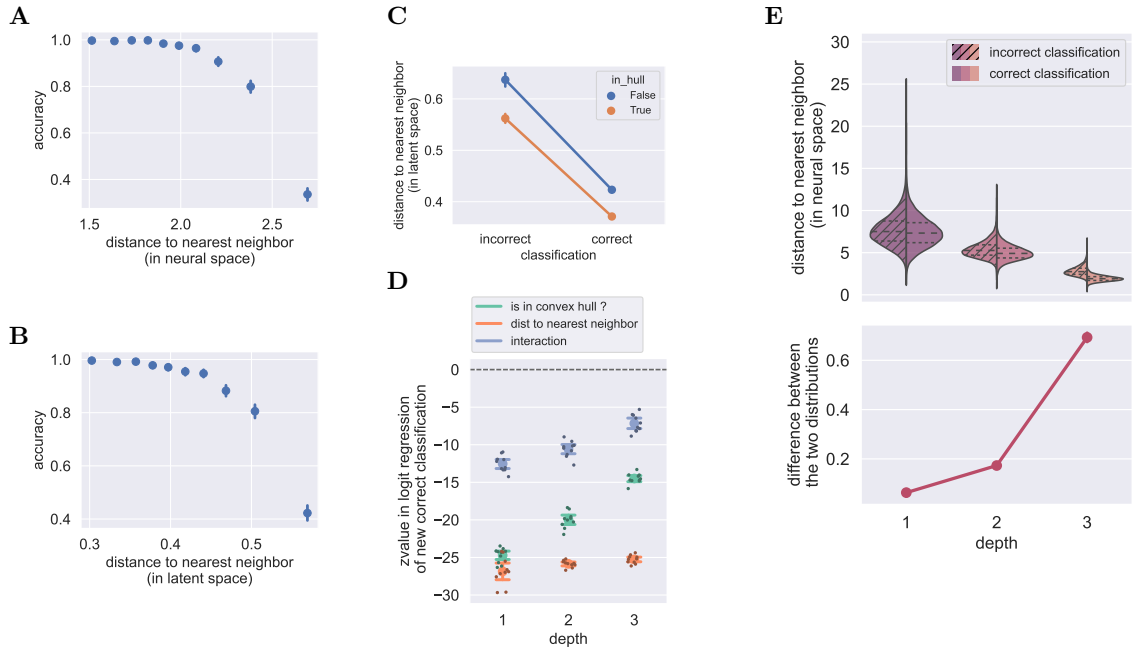 A
1.0
0.8
0.6
0.4
accuracy
1.5
2.0
2.5
distance to nearest neighbor
(in neural space)
B
1.0
0.8
0.6
0.4
accuracy
0.3
0.4
0.5
distance to nearest neighbor
(in latent space)
C
0.6
0.5
0.4
distance to nearest neighbor
(in latent space)
in_hull
False
True
incorrect
correct
classification
D
is in convex hull ?
dist to nearest neighbor
interaction
0
−5
−10
−15
−20
−25
−30
zvalue in logit regression
of new correct classification
1
2
3
depth
E
30
25
20
15
10
5
0
distance to nearest neighbor
(in neural space)
incorrect classification
correct classification
0.6
0.4
0.2
difference between
the two distributions
1
2
3
depth